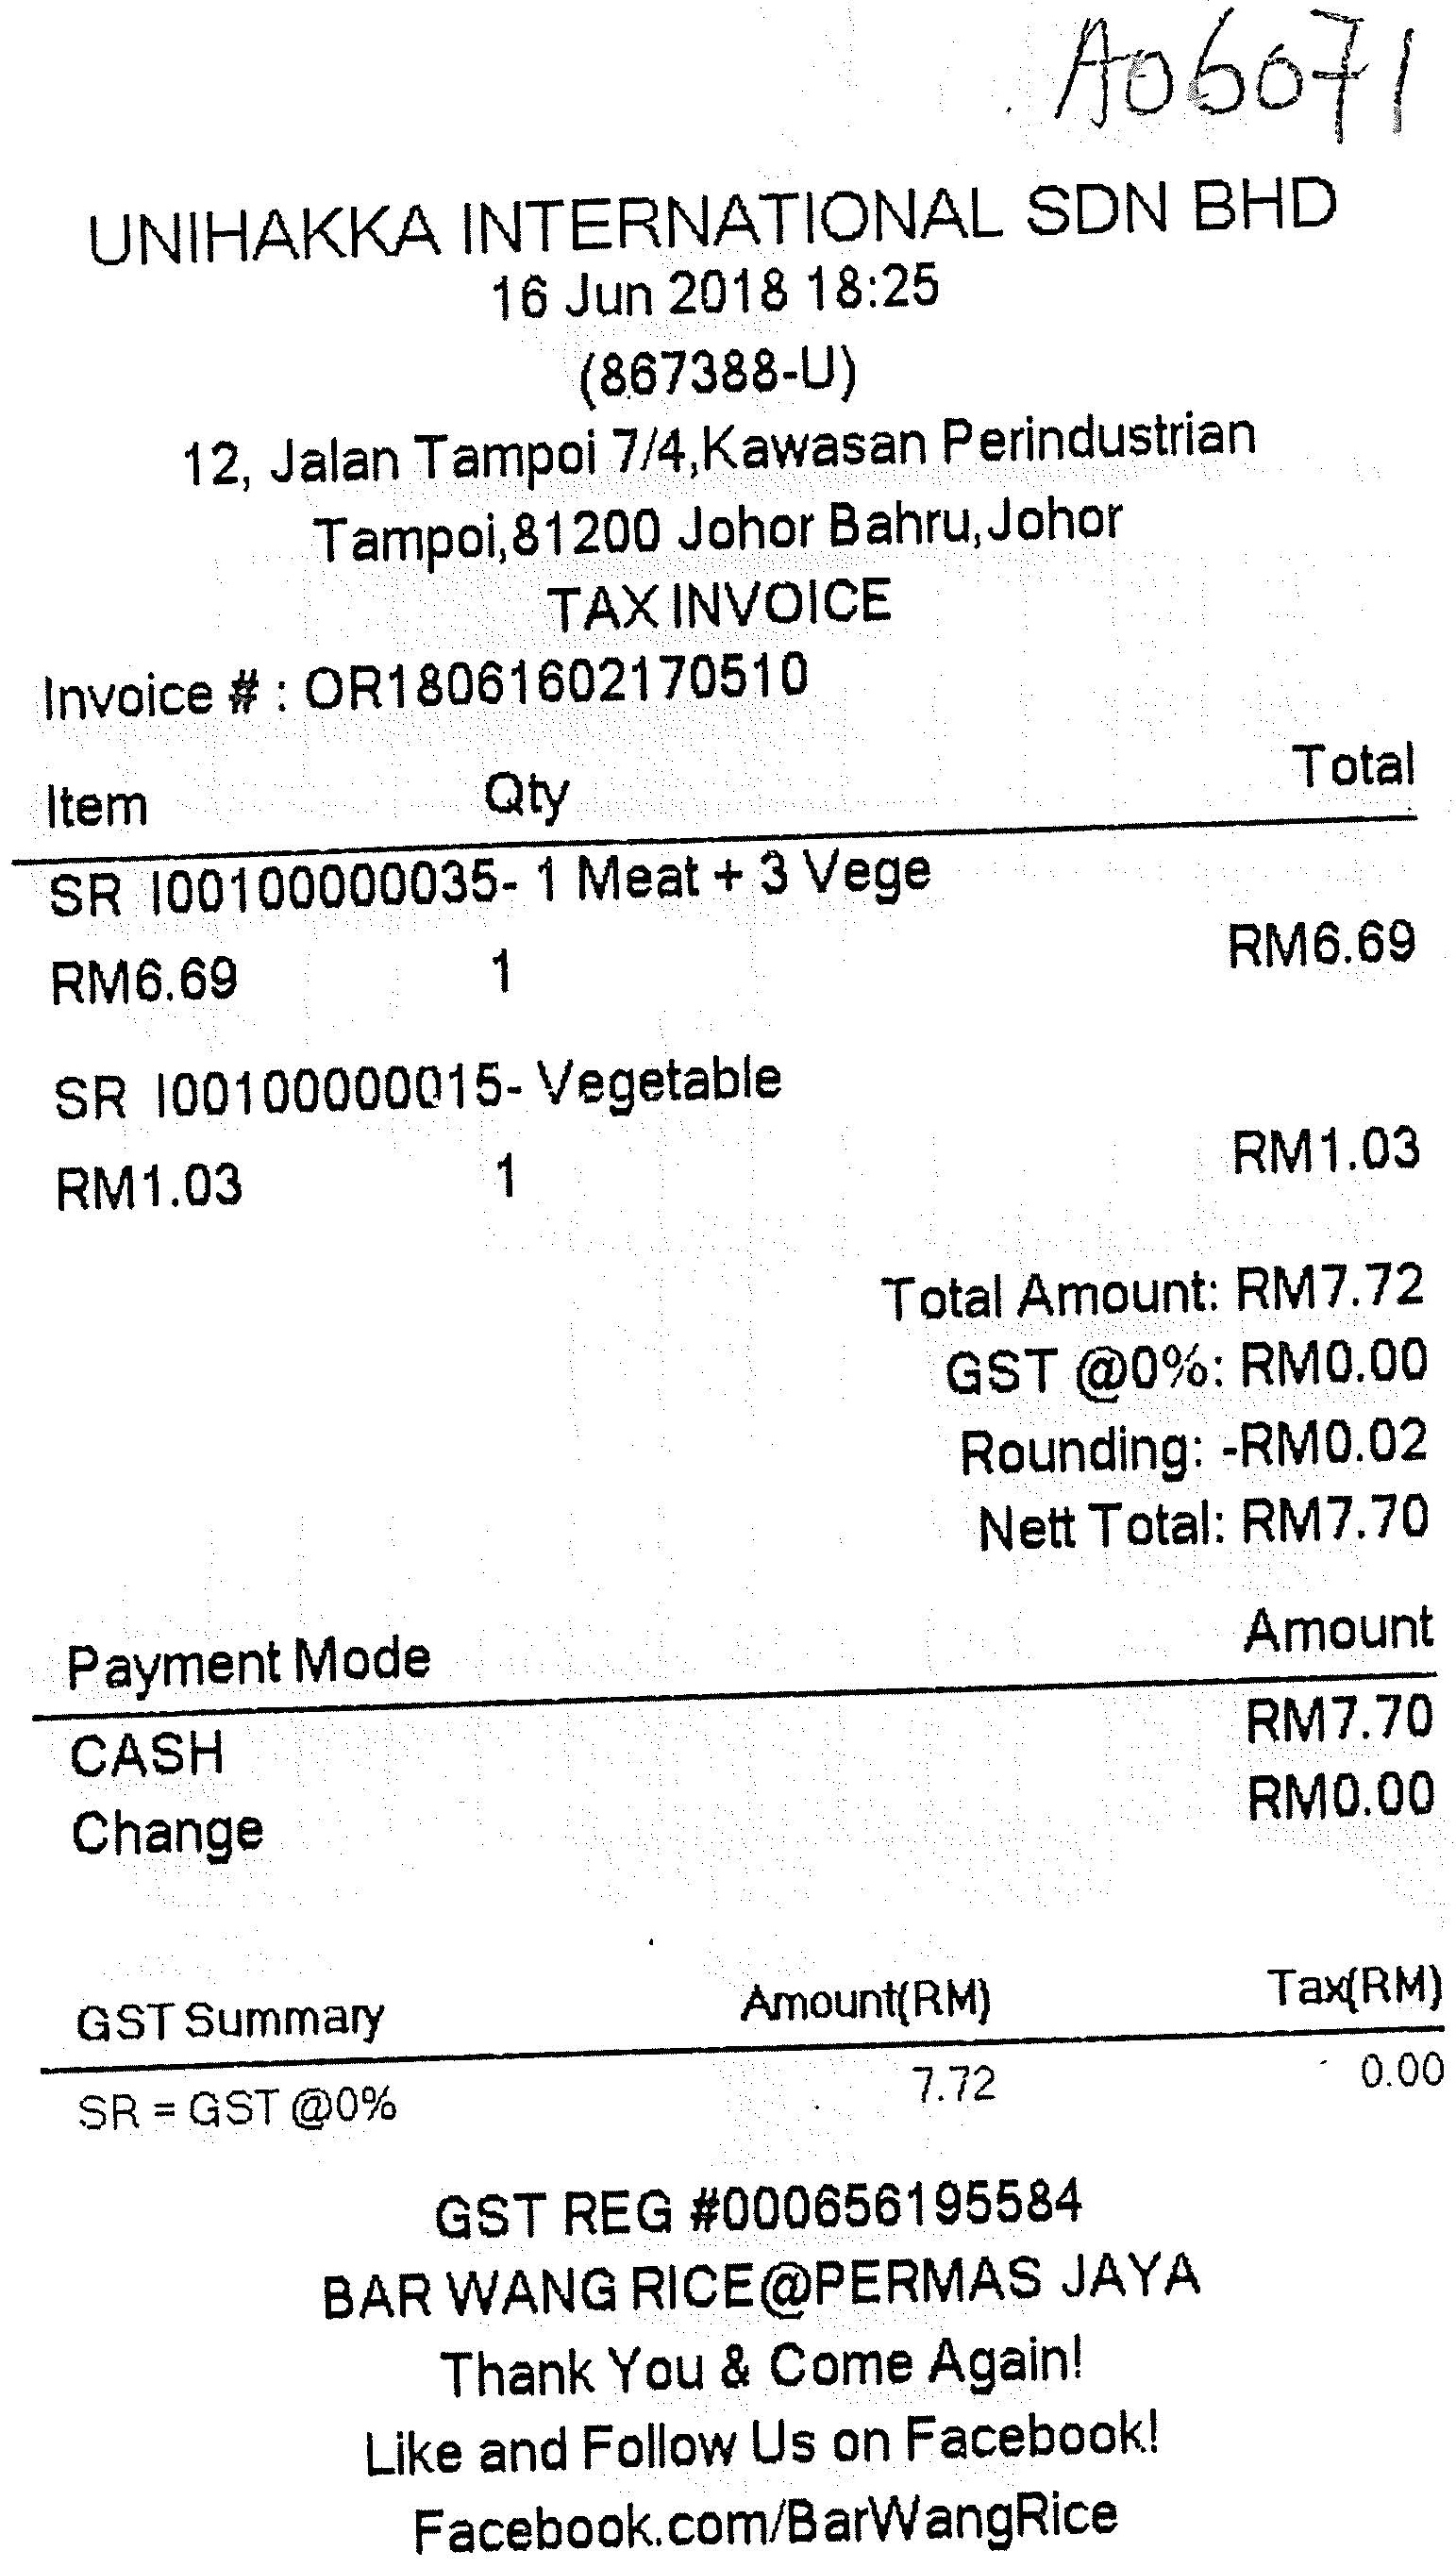 A06071
UNIHAKKA INTERNATIONAL SDN BHD
16 Jun 2018 18:25
(867388-U)
12, Jalan Tampoi 7/4,Kawasan Perindustrian
Tampoi,81200 Johor Bahru,Johor
TAX INVOICE
Invoice # : OR18061602170510
Item Qty Total
SR I00100000035- 1 Meat + 3 Vege
RM6.69 1 RM6.69
SR I00100000015- Vegetable
RM1.03 1 RM1.03
Total Amount: RM7.72
GST @0%: RM0.00
Rounding: -RM0.02
Nett Total: RM7.70
Payment Mode Amount
CASH RM7.70
Change RM0.00
GST Summary Amount(RM) Tax(RM)
SR = GST @0% 7.72 0.00
GST REG #000656195584
BAR WANG RICE@PERMAS JAYA
Thank You & Come Again!
Like and Follow Us on Facebook!
Facebook.com/BarWangRice